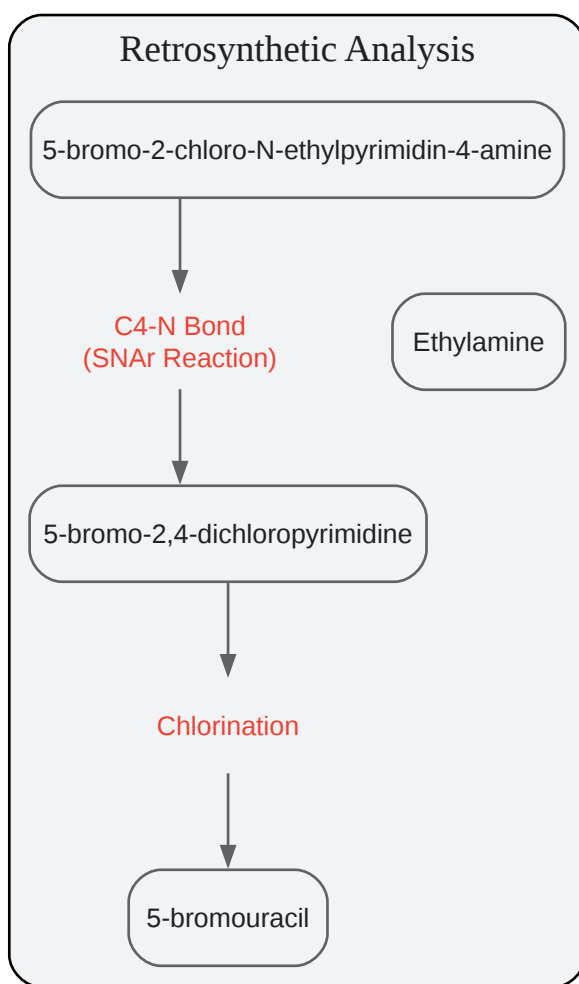 Retrosynthetic Analysis
5-bromo-2-chloro-N-ethylpyrimidin-4-amine
C4-N Bond
(SNAr Reaction)
Ethylamine
5-bromo-2,4-dichloropyrimidine
Chlorination
5-bromouracil